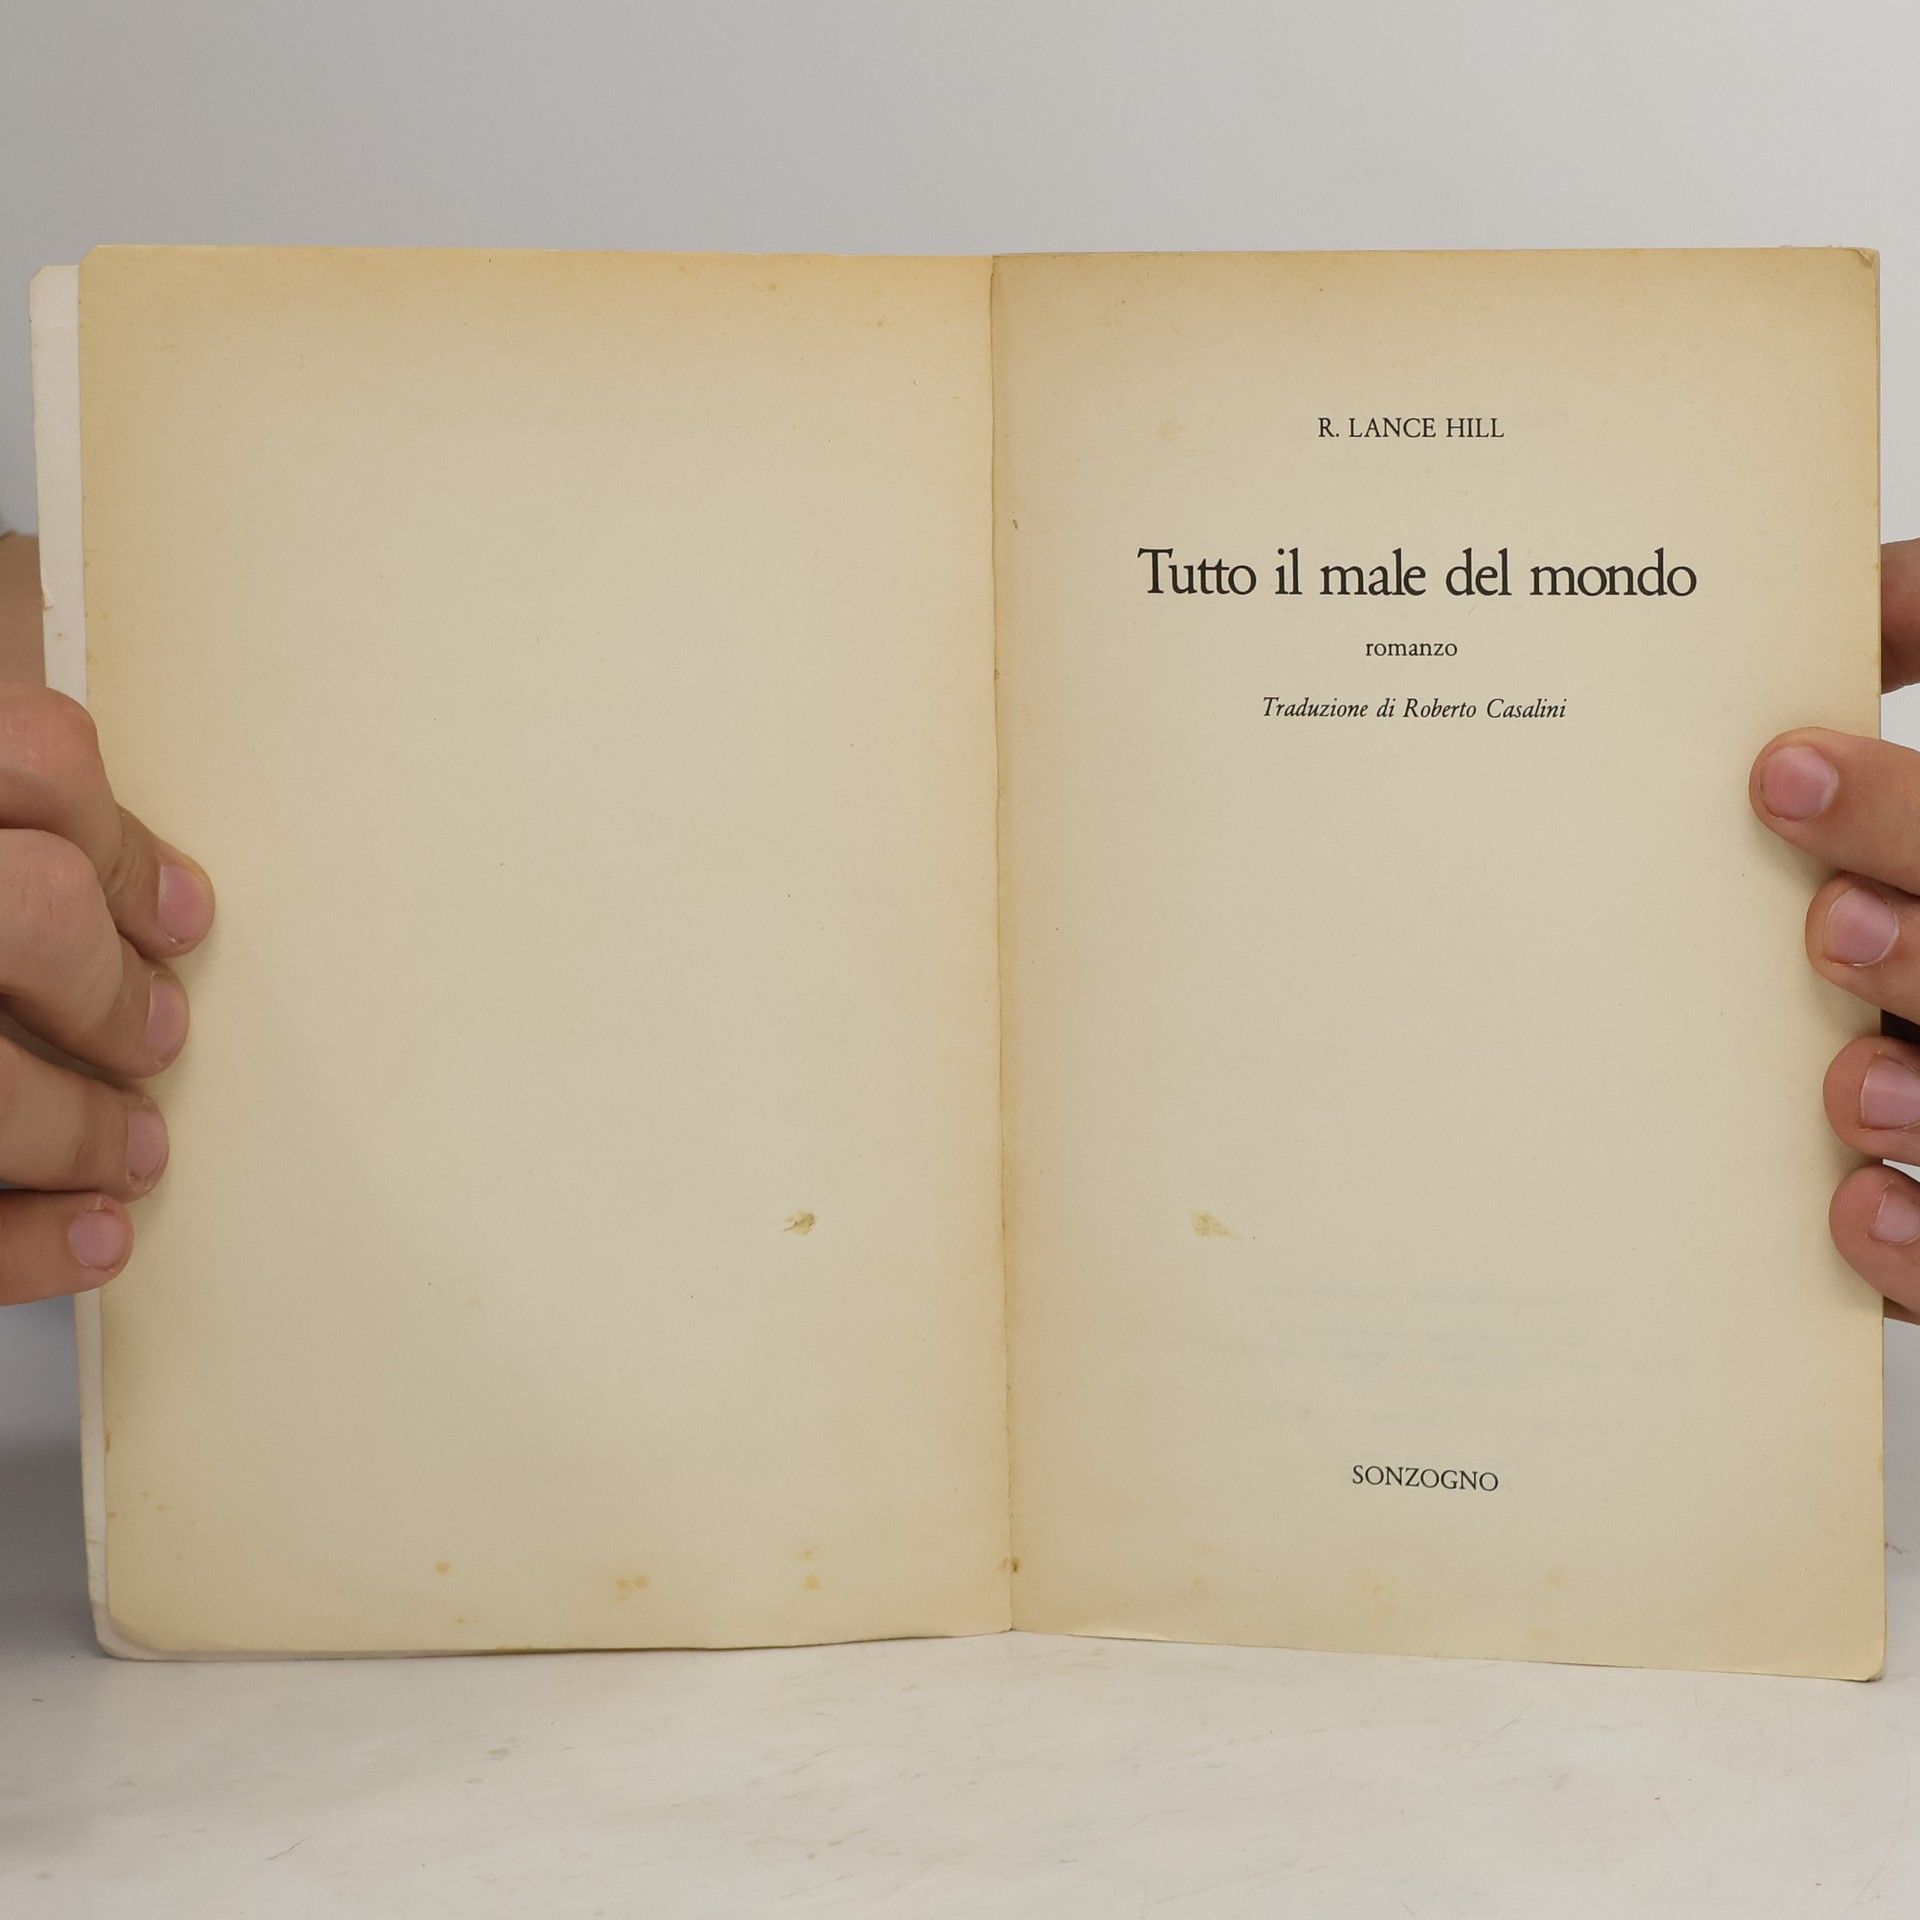 R. LANCE HILL
Tutto il male del mondo
romanzo
Traduzione di Roberto Casalini
SONZOGNO